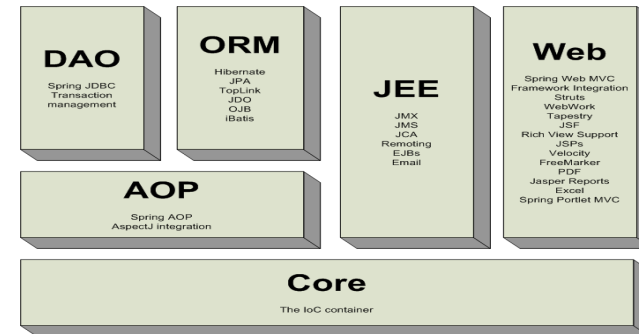 DAO
Spring JDBC
Transaction
management
ORM
Hibernate
JPA
TopLink
JDO
OJB
iBatis
JEE
JMX
JMS
JCA
Remoting
EJBs
Email
Web
Spring Web MVC
Framework Integration
Struts
WebWork
Tapestry
JSF
Rich View Support
JSPs
Velocity
FreeMarker
PDF
Jasper Reports
Excel
Spring Portlet MVC
AOP
Spring AOP
AspectJ integration
Core
The IoC container